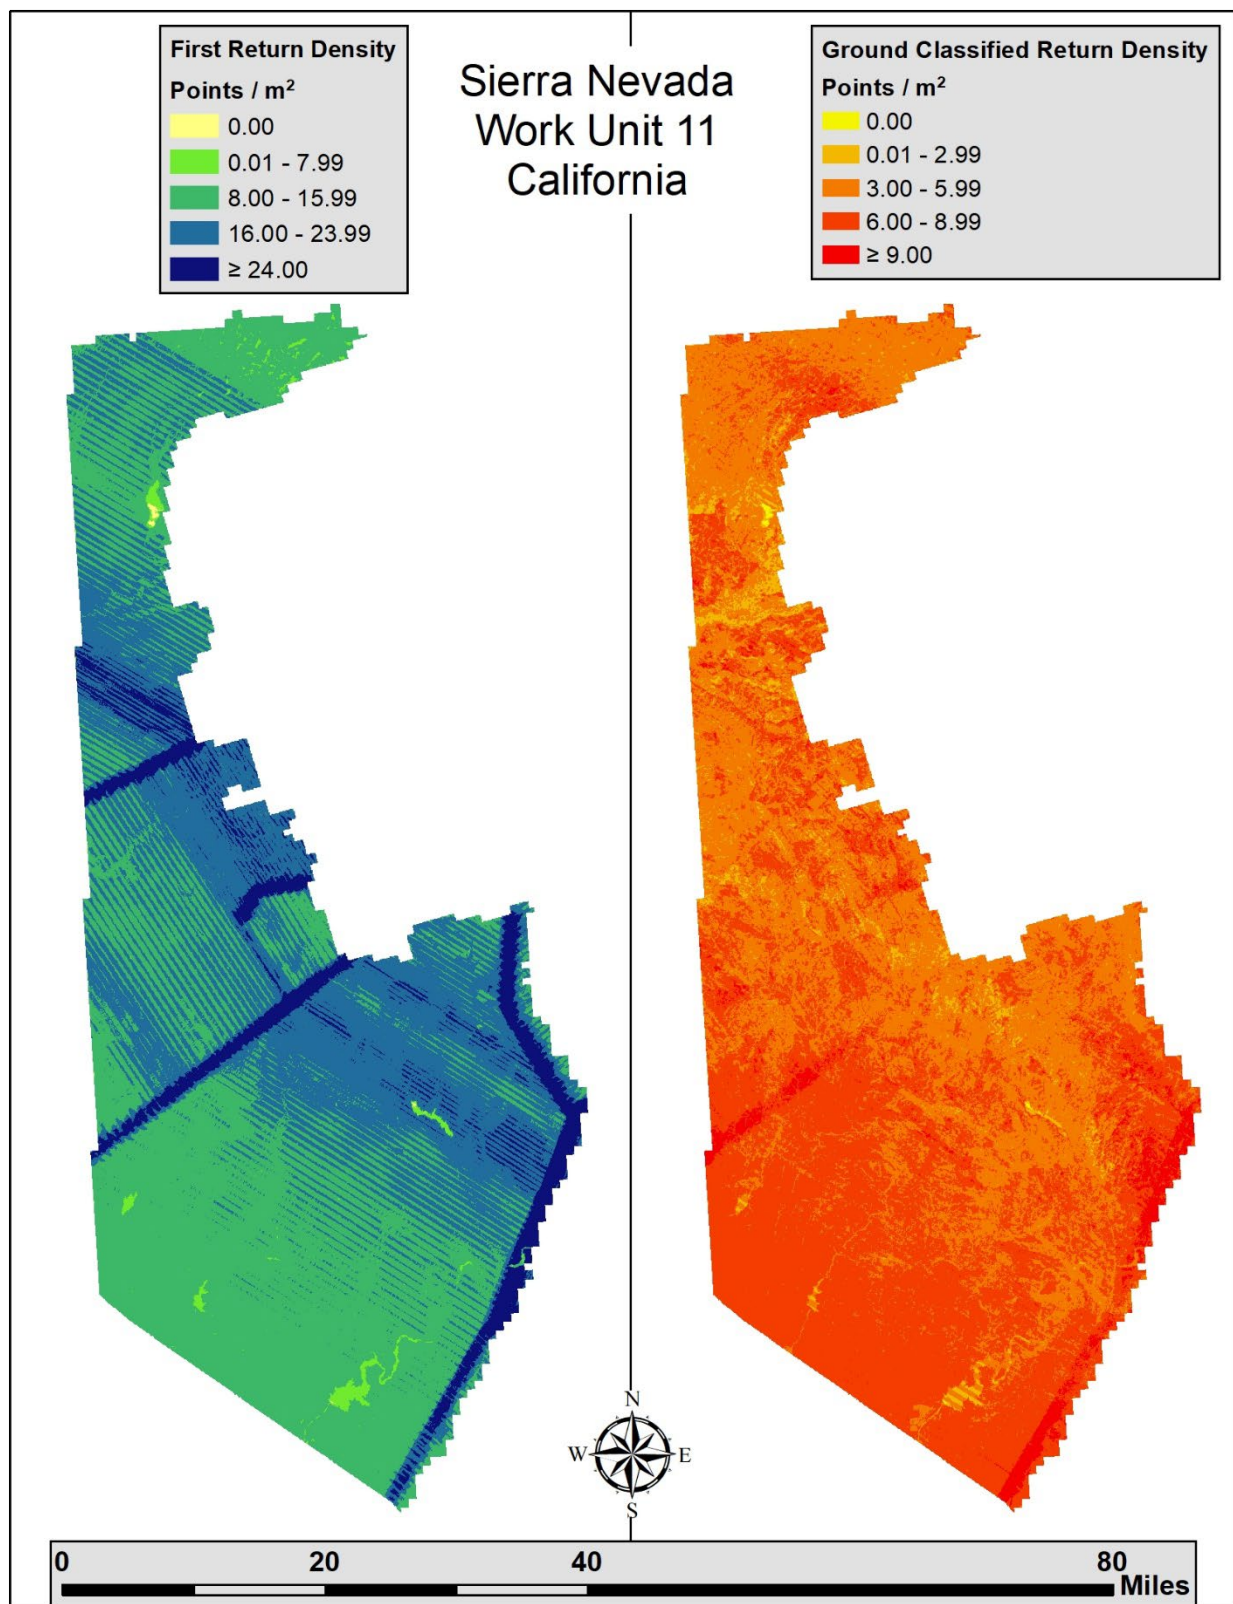 First Return Density
Points / m²
0.00
0.01 - 7.99
8.00 - 15.99
16.00 - 23.99
≥ 24.00
Sierra Nevada
Work Unit 11
California
Ground Classified Return Density
Points / m²
0.00
0.01 - 2.99
3.00 - 5.99
6.00 - 8.99
≥ 9.00
N
W E
S
0 20 40 80
Miles